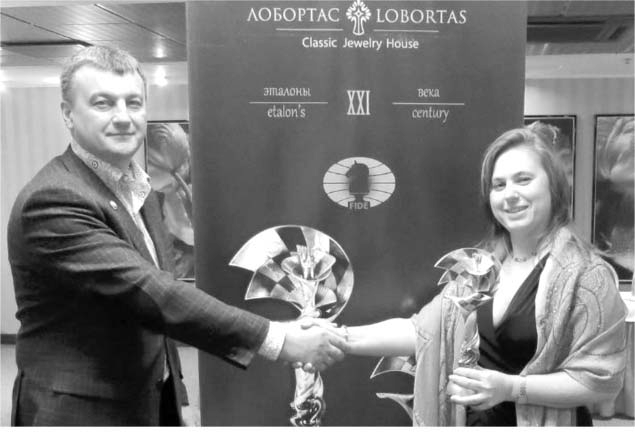 ЛОБОРТАС LOBORTAS
Classic Jewelry House
эталоны XXI века
etalon's century
FIDE